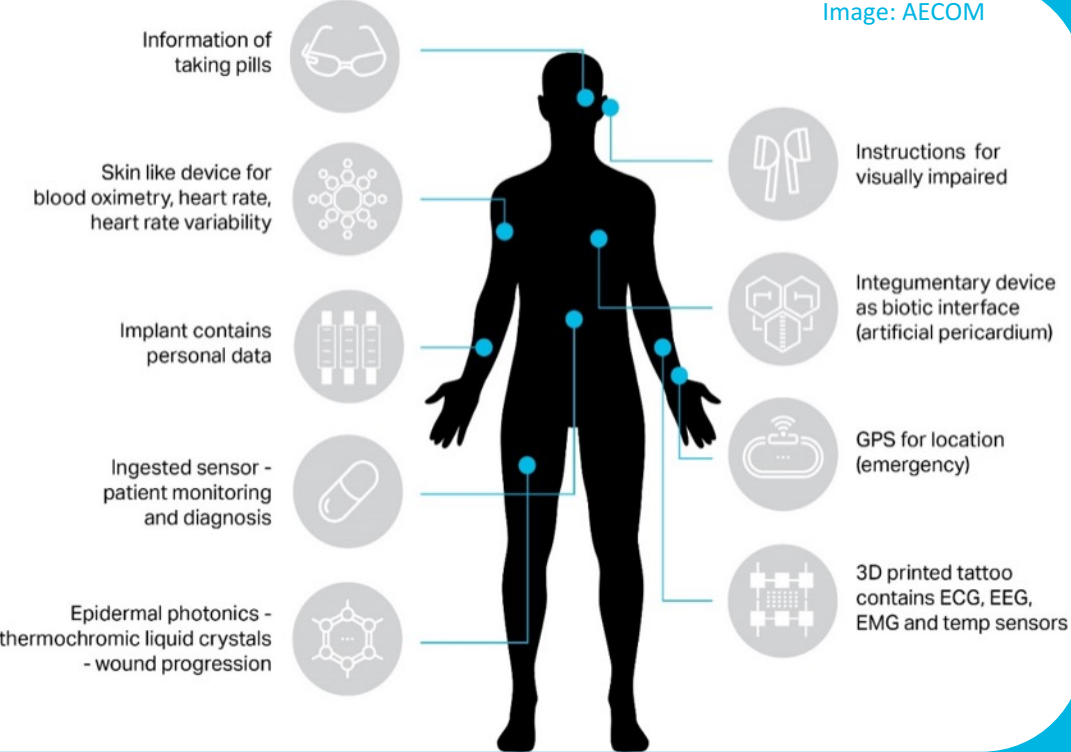 Image: AECOM
Information of
taking pills
Skin like device for
blood oximetry, heart rate,
heart rate variability
Implant contains
personal data
Ingested sensor -
patient monitoring
and diagnosis
Epidermal photonics -
thermochromic liquid crystals
- wound progression
Instructions for
visually impaired
Integumentary device
as biotic interface
(artificial pericardium)
GPS for location
(emergency)
3D printed tattoo
contains ECG, EEG,
EMG and temp sensors